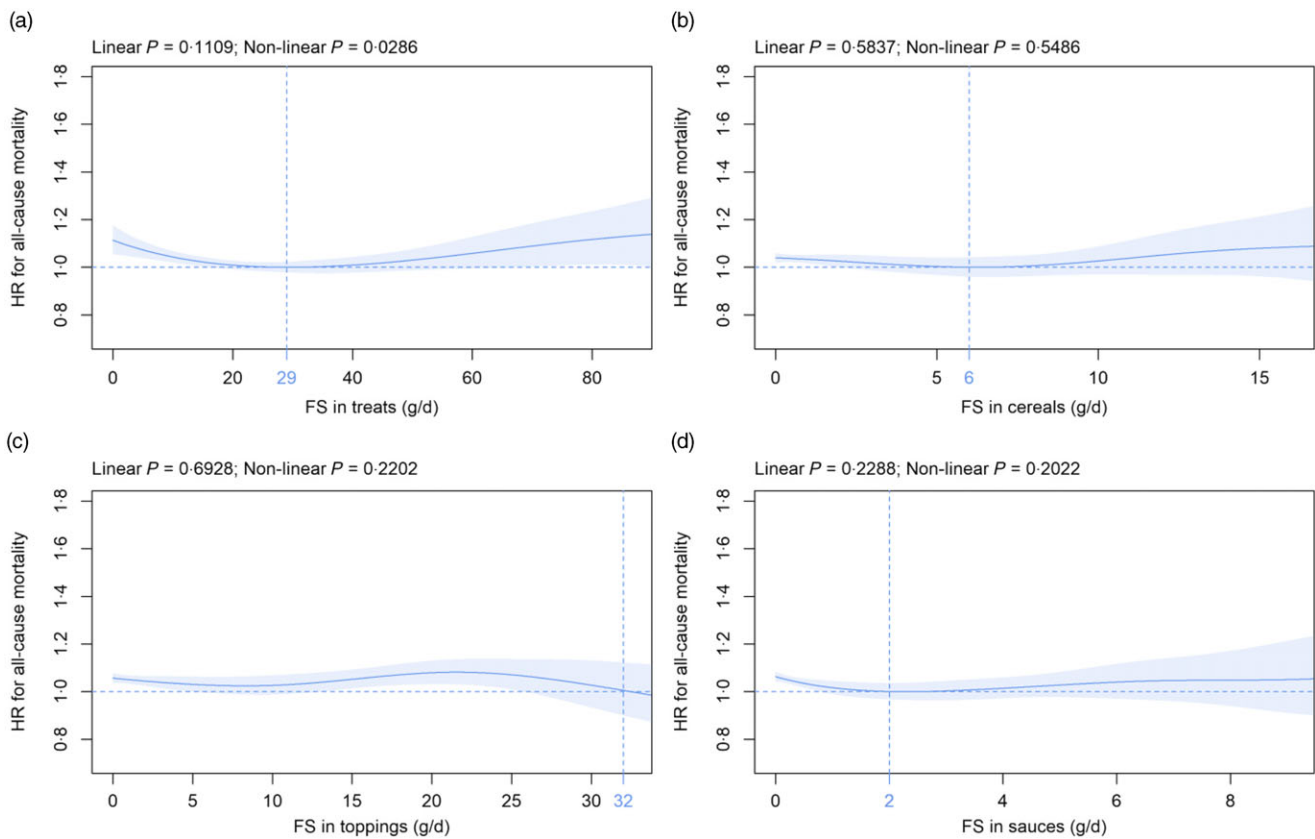 (a)
Linear P = 0·1109; Non-linear P = 0·0286
HR for all-cause mortality
1·8
1·6
1·4
1·2
1·0
0·8
0 20 29 40 60 80
FS in treats (g/d)
(b)
Linear P = 0·5837; Non-linear P = 0·5486
HR for all-cause mortality
1·8
1·6
1·4
1·2
1·0
0·8
0 5 6 10 15
FS in cereals (g/d)
(c)
Linear P = 0·6928; Non-linear P = 0·2202
HR for all-cause mortality
1·8
1·6
1·4
1·2
1·0
0·8
0 5 10 15 20 25 30 32
FS in toppings (g/d)
(d)
Linear P = 0·2288; Non-linear P = 0·2022
HR for all-cause mortality
1·8
1·6
1·4
1·2
1·0
0·8
0 2 4 6 8
FS in sauces (g/d)